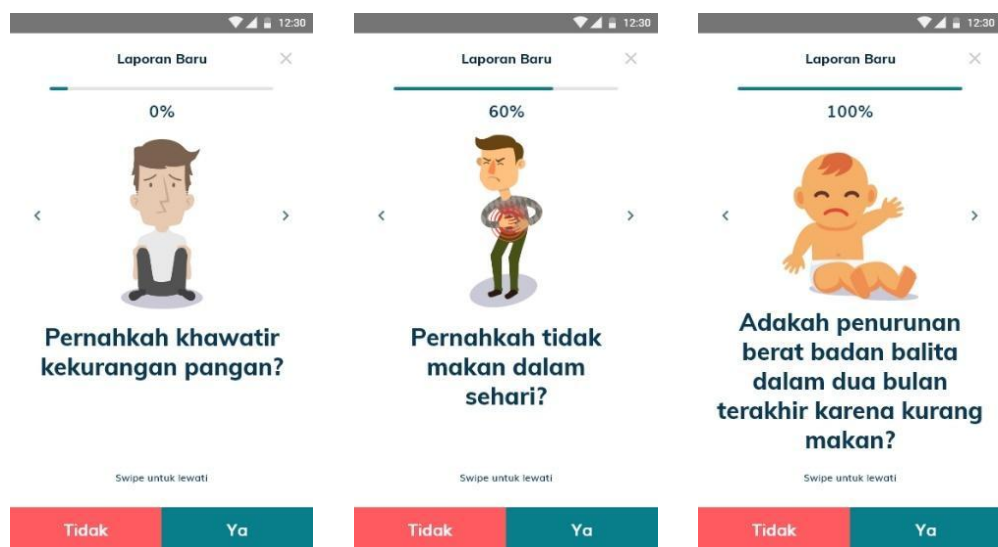 12:30
Laporan Baru
0%
Pernahkah khawatir
kekurangan pangan?
Swipe untuk lewati
Tidak
Ya
12:30
Laporan Baru
60%
Pernahkah tidak
makan dalam
sehari?
Swipe untuk lewati
Tidak
Ya
12:30
Laporan Baru
100%
Adakah penurunan
berat badan balita
dalam dua bulan
terakhir karena kurang
makan?
Swipe untuk lewati
Tidak
Ya